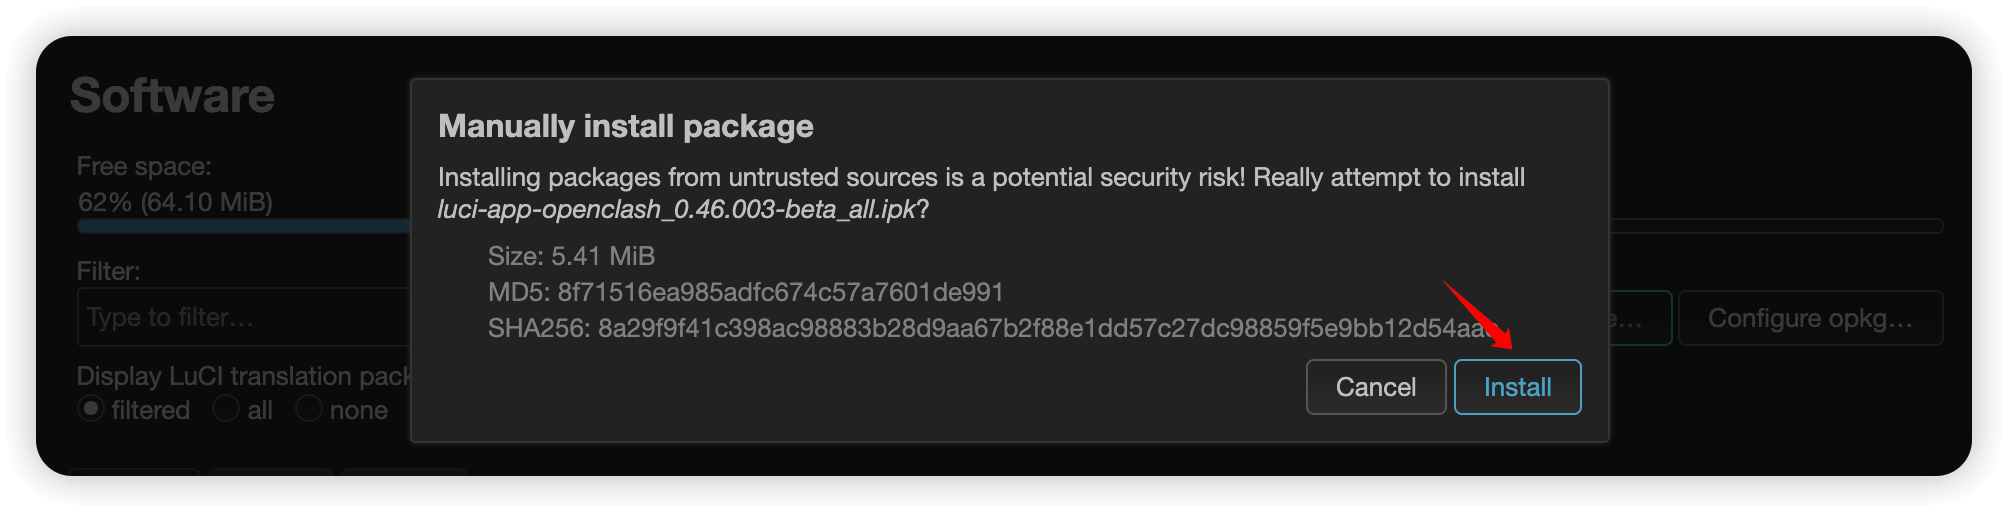 Software
Free space:
62% (64.10 MiB)
Filter:
Type to filter...
Display LuCI translation
filtered all none
Manually install package
Installing packages from untrusted sources is a potential security risk! Really attempt to install
luci-app-openclash_0.46.003-beta_all.ipk?
Size: 5.41 MiB
MD5: 8f71516ea985adfc674c57a7601de991
SHA256: 8a29f9f41c398ac98883b28d9aa67b2f88e1dd57c27dc98859f5e9bb12d54aa
Cancel Install
Configure opkg...